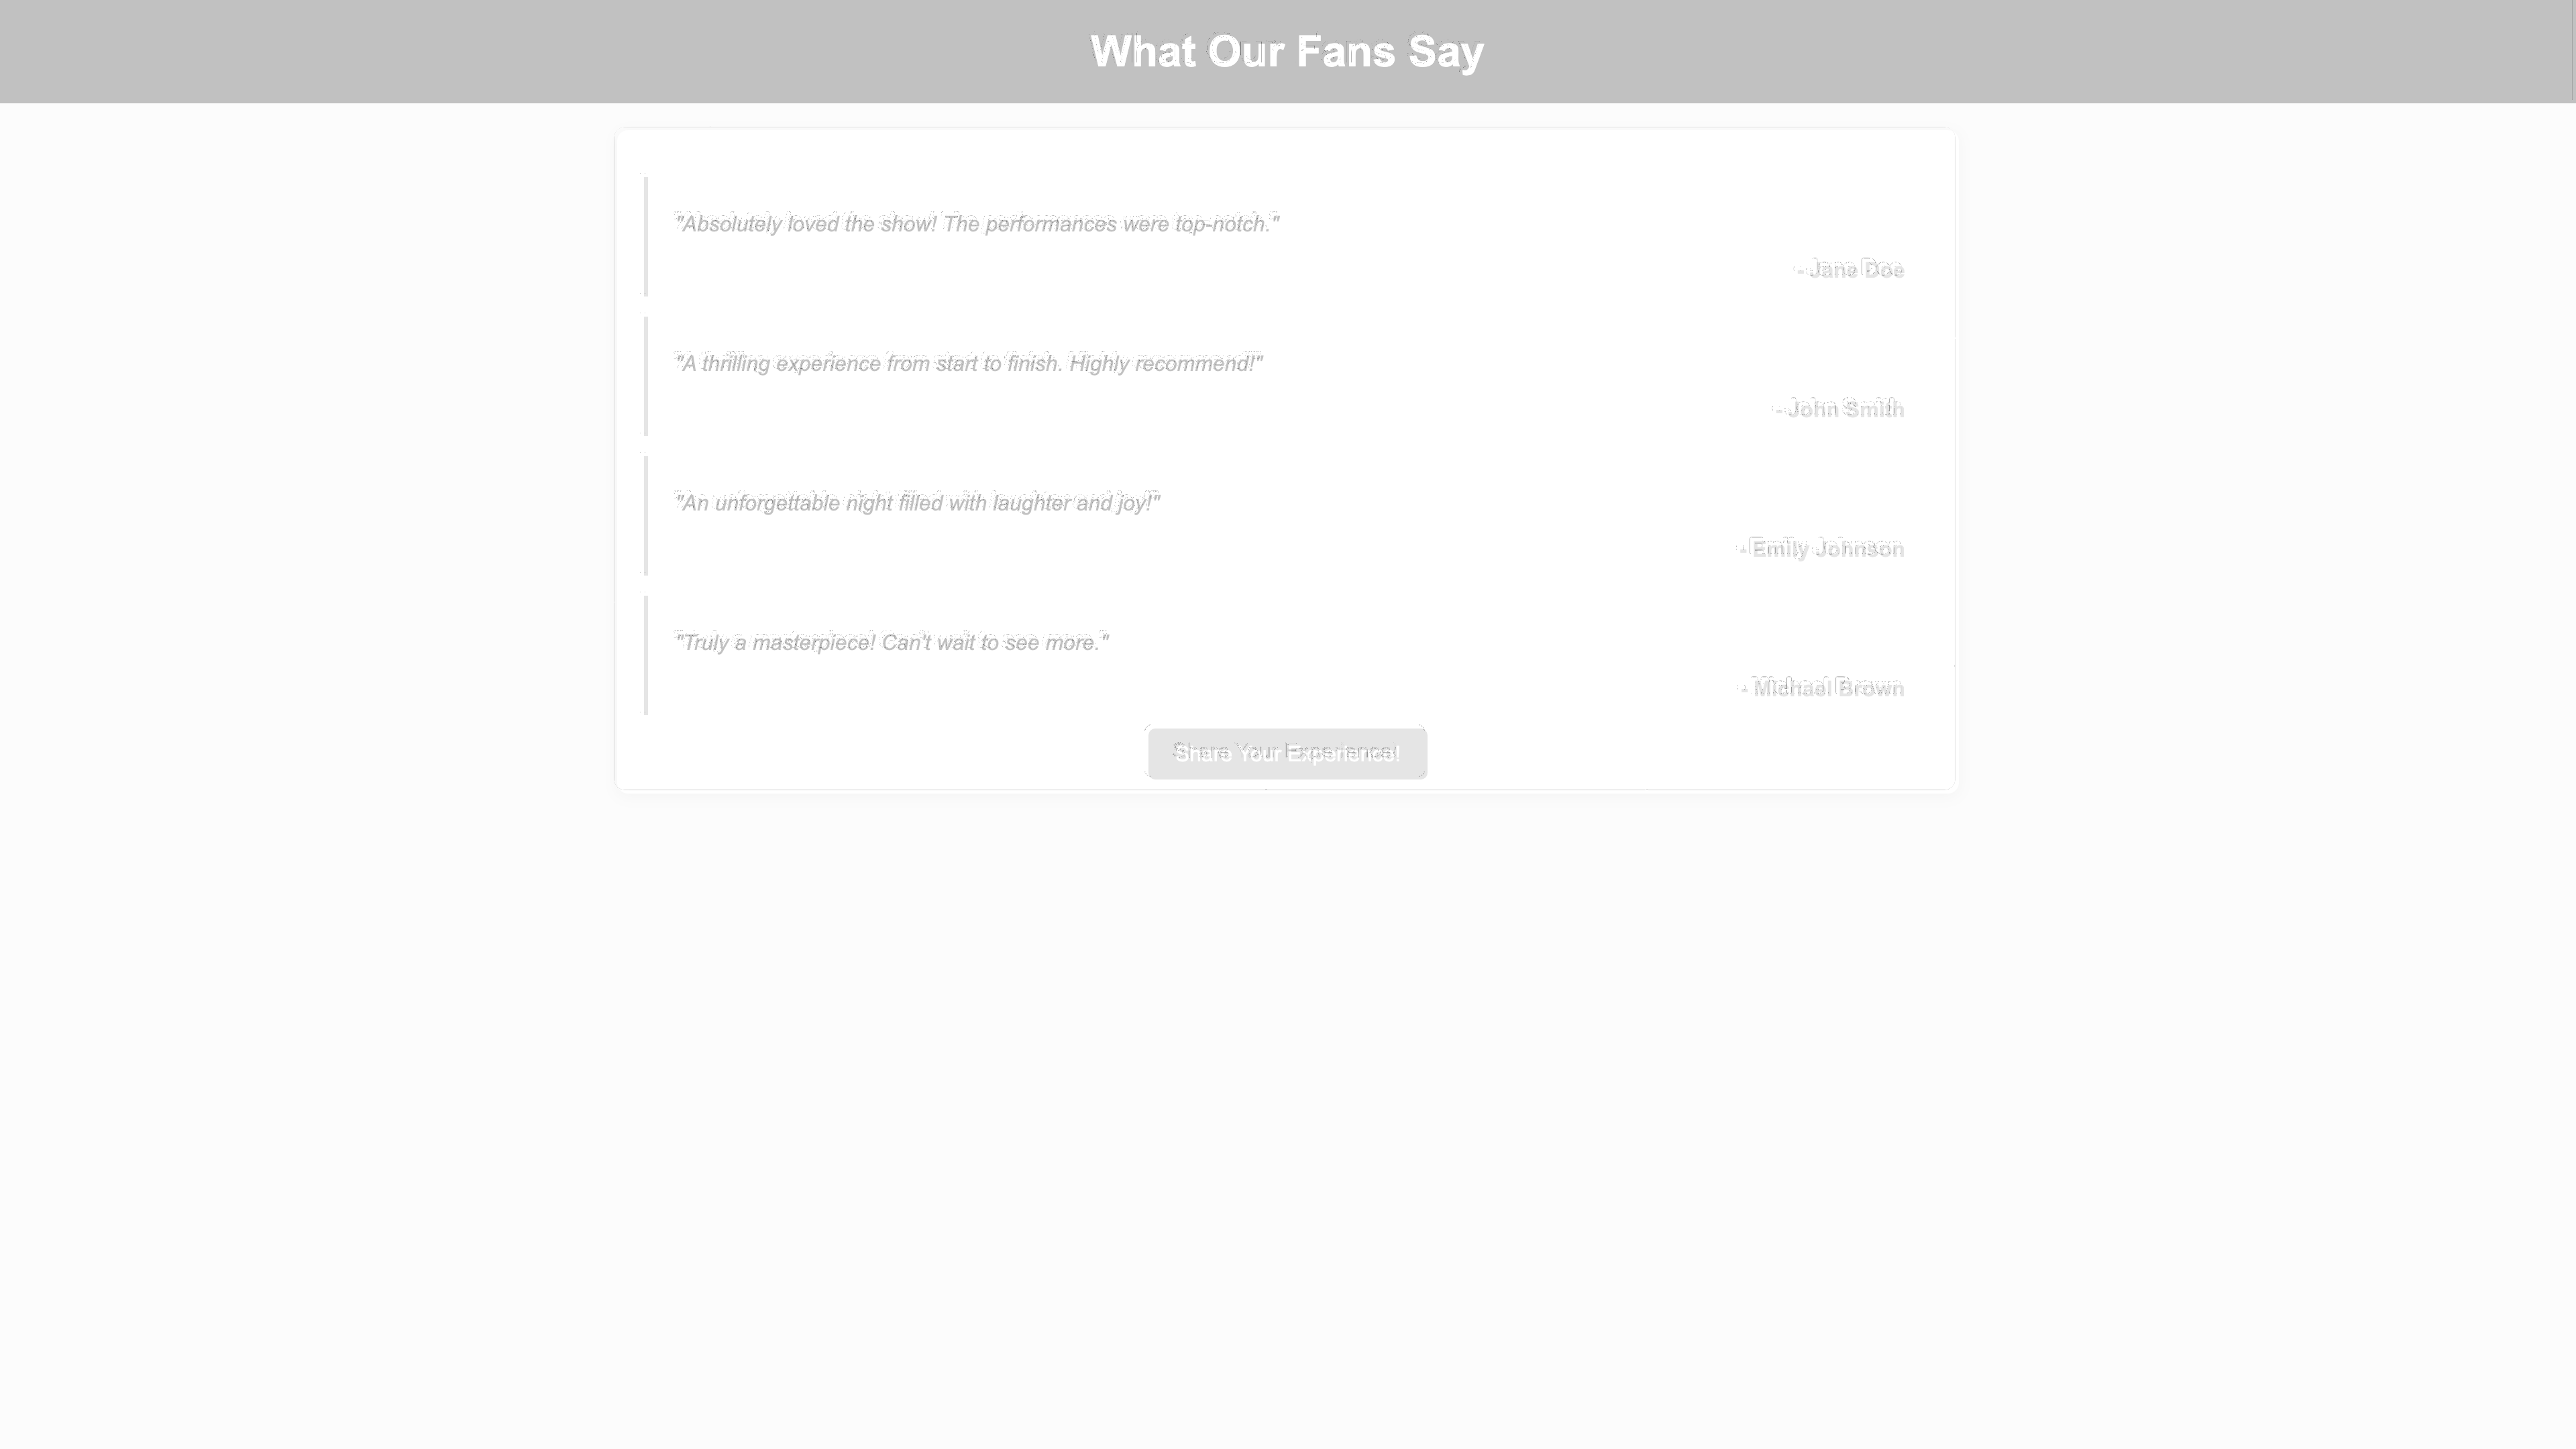 What Our Fans Say
"Absolutely loved the show! The performances were top-notch."
- Jane Doe
"A thrilling experience from start to finish. Highly recommend!"
- John Smith
"An unforgettable night filled with laughter and joy!"
- Emily Johnson
"Truly a masterpiece! Can't wait to see more."
- Michael Brown
Share Your Experience!